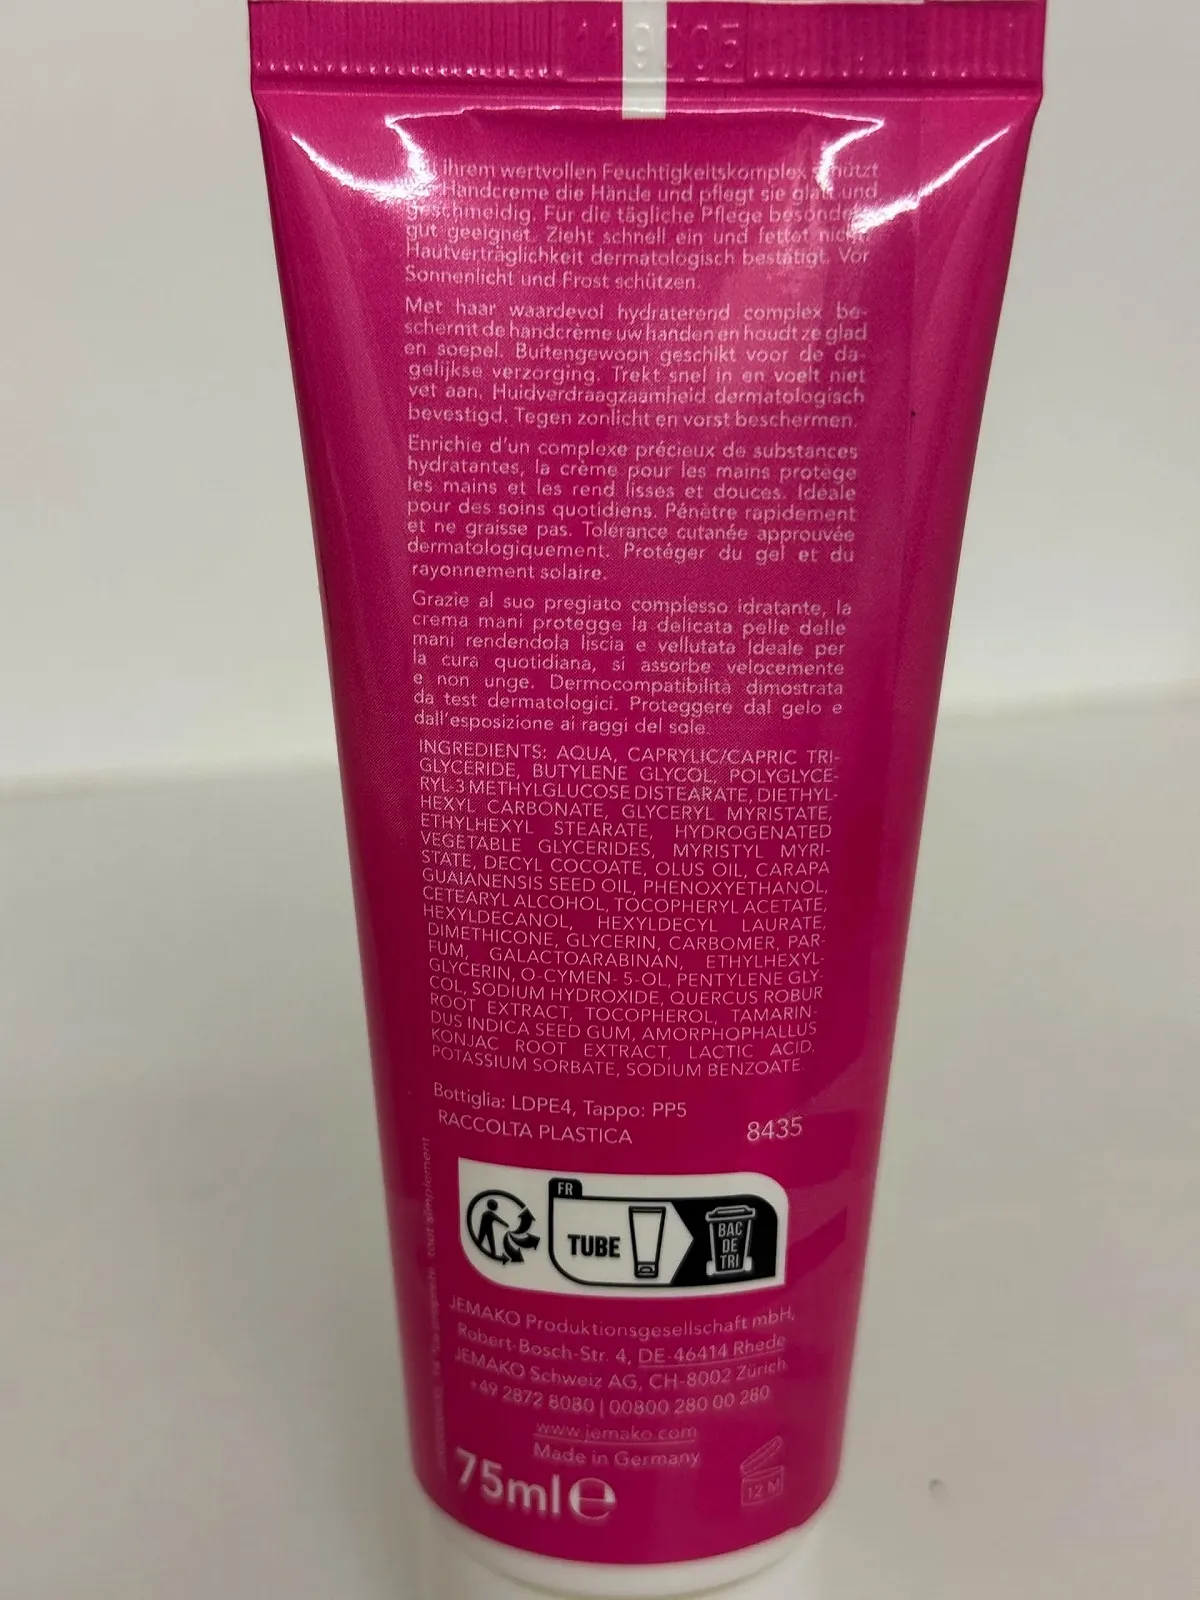 119005
ihrem wertvollen Feuchtigkeitskomplex schützt
Handcreme die Hände und pflegt sie glatt und
geschmeidig. Für die tägliche Pflege besonders
gut geeignet. Zieht schnell ein und fettet nicht.
Hautverträglichkeit dermatologisch bestätigt. Vor
Sonnenlicht und Frost schützen.
Met haar waardevol hydraterend complex be-
schermt de handcrème uw handen en houdt ze glad
en soepel. Buitengewoon geschikt voor de da-
gelijkse verzorging. Trekt snel in en voelt niet
vet aan. Huidverdraagzaamheid dermatologisch
bevestigd. Tegen zonlicht en vorst beschermen.
Enrichie d'un complexe précieux de substances
hydratantes, la crème pour les mains protège
les mains et les rend lisses et douces. Idéale
pour des soins quotidiens. Pénètre rapidement
et ne graisse pas. Tolérance cutanée approuvée
dermatologiquement. Protéger du gel et du
rayonnement solaire.
Grazie al suo pregiato complesso idratante, la
crema mani protegge la delicata pelle delle
mani rendendola liscia e vellutata Ideale per
la cura quotidiana, si assorbe velocemente
e non unge. Dermocompatibilità dimostrata
da test dermatologici. Proteggere dal gelo e
dall'esposizione ai raggi del sole.
INGREDIENTS: AQUA, CAPRYLIC/CAPRIC TRI-
GLYCERIDE, BUTYLENE GLYCOL, POLYGLYCE-
RYL-3 METHYLGLUCOSE DISTEARATE, DIETHYL-
HEXYL CARBONATE, GLYCERYL MYRISTATE,
ETHYLHEXYL STEARATE, HYDROGENATED
VEGETABLE GLYCERIDES, MYRISTYL MYRI-
STATE, DECYL COCOATE, OLUS OIL, CARAPA
GUAIANENSIS SEED OIL, PHENOXYETHANOL,
CETEARYL ALCOHOL, TOCOPHERYL ACETATE,
HEXYLDECANOL, HEXYLDECYL LAURATE,
DIMETHICONE, GLYCERIN, CARBOMER, PAR-
FUM, GALACTOARABINAN, ETHYLHEXYL-
GLYCERIN, O-CYMEN- 5-OL, PENTYLENE GLY-
COL, SODIUM HYDROXIDE, QUERCUS ROBUR
ROOT EXTRACT, TOCOPHEROL, TAMARIN-
DUS INDICA SEED GUM, AMORPHOPHALLUS
KONJAC ROOT EXTRACT, LACTIC ACID,
POTASSIUM SORBATE, SODIUM BENZOATE.
Bottiglia: LDPE4, Tappo: PP5
RACCOLTA PLASTICA
8435
FR
TUBE
BAC
DE
TRI
tout simplement
JEMAKO Produktionsgesellschaft mbH,
Robert-Bosch-Str. 4, DE-46414 Rhede
JEMAKO Schweiz AG, CH-8002 Zürich
+49 2872 8080 | 00800 280 00 280
www.jemako.com
Made in Germany
75ml e
12 M